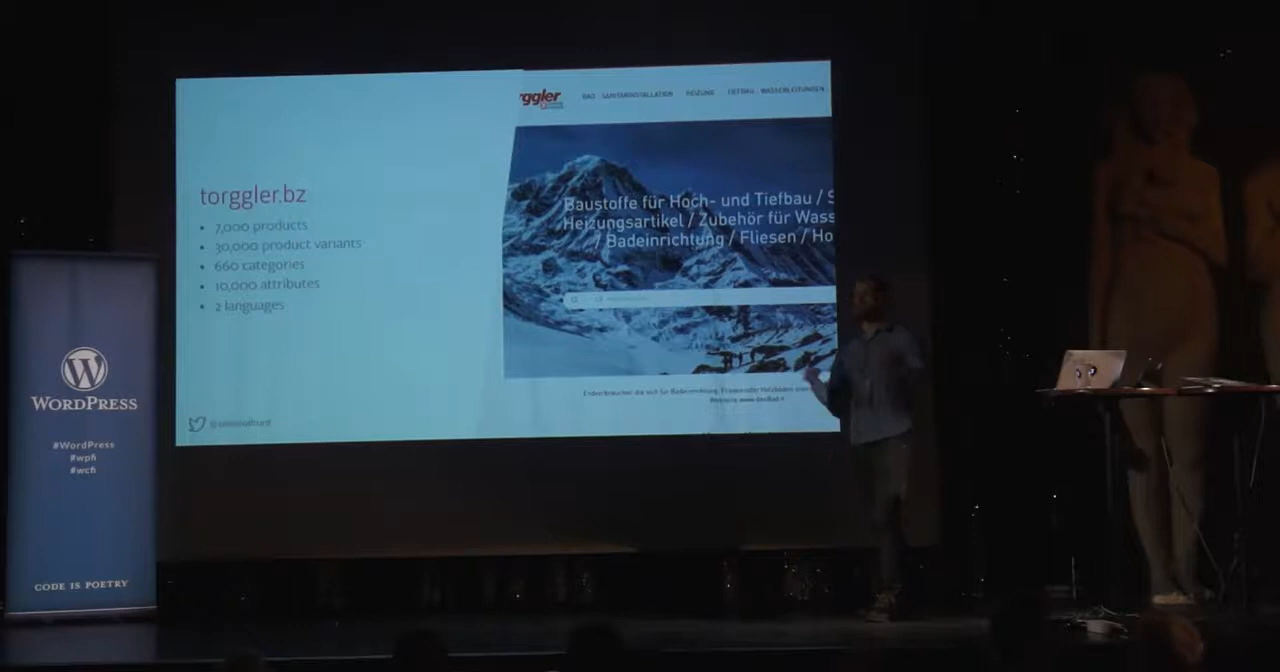 WORDPRESS
#WordPress
#wpfi
#wcfi
CODE IS POETRY
torggler.bz
7,000 products
30,000 product variants
660 categories
10,000 attributes
2 languages
rggler
BAD SANITÄRINSTALLATION HEIZUNG TIEFBAU WASSERLEITUNGEN
Baustoffe für Hoch- und Tiefbau / S
Heizungsartikel / Zubehör für Wass
/ Badeinrichtung / Fliesen / Ho